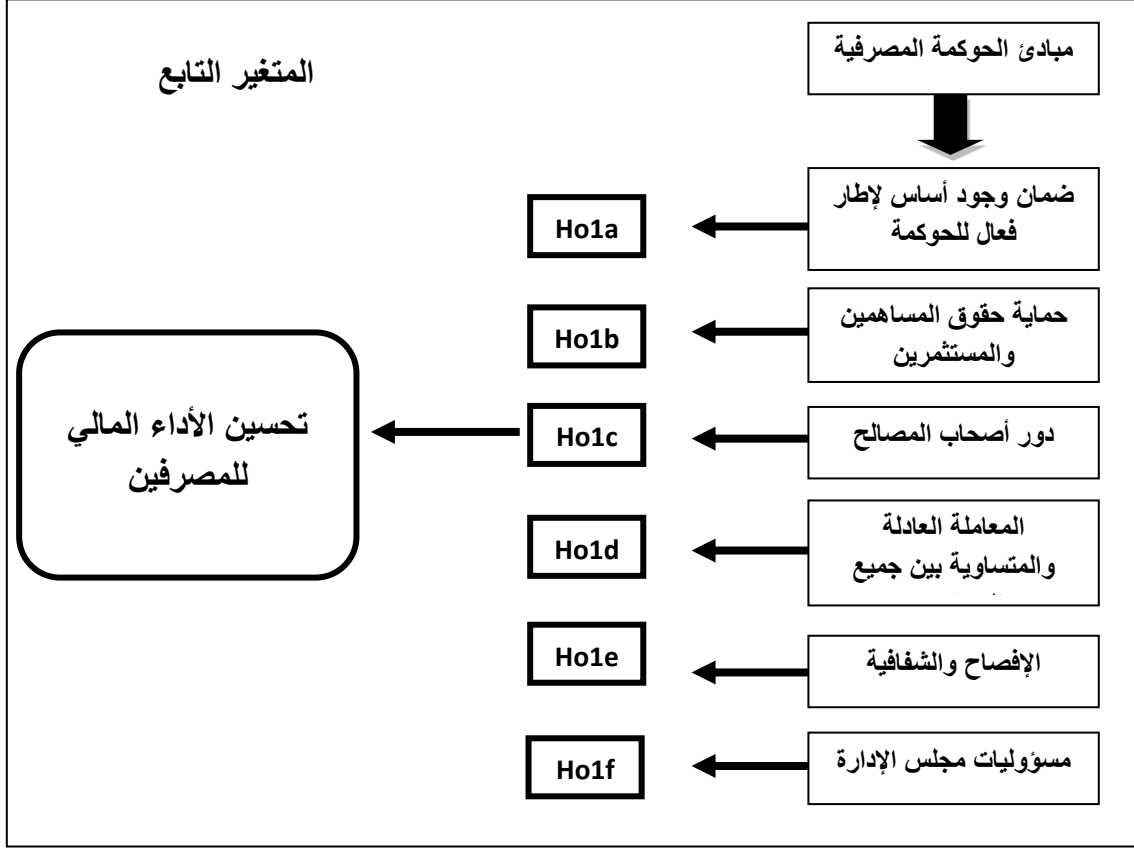 مبادئ الحوكمة المصرفية
المتغير التابع
ضمان وجود أساس لإطار
فعال للحوكمة
Ho1a
حماية حقوق المساهمين
والمستثمرين
Ho1b
دور أصحاب المصالح
Ho1c
تحسين الأداء المالي
للمصرفين
المعاملة العادلة
والمتساوية بين جميع
Ho1d
الإفصاح والشفافية
Ho1e
مسؤوليات مجلس الإدارة
Ho1f